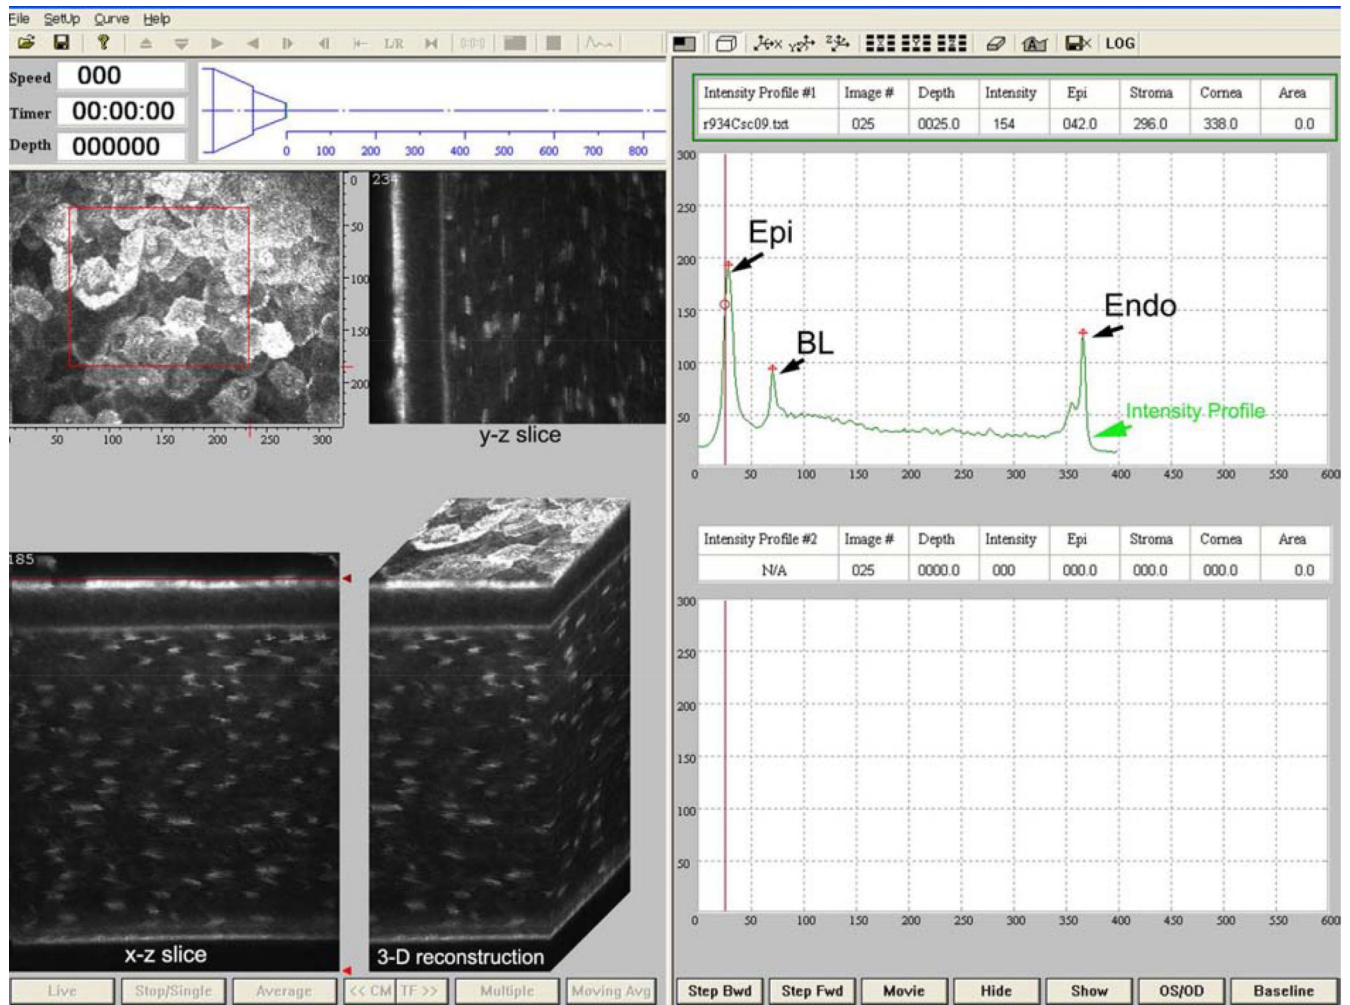 File SetUp Curve Help
L/R
0:0:0
LOG
Speed 000
Timer 00:00:00
Depth 000000
0 100 200 300 400 500 600 700 800
0
50
100
150
200
50 100 150 200 250 300
234
y-z slice
185
x-z slice
3-D reconstruction
Intensity Profile #1 Image # Depth Intensity Epi Stroma Cornea Area
r934Csc09.txt 025 0025.0 154 042.0 296.0 338.0 0.0
300
250
200
150
100
50
Epi
BL
Endo
Intensity Profile
0 50 100 150 200 250 300 350 400 450 500 550 600
Intensity Profile #2 Image # Depth Intensity Epi Stroma Cornea Area
N/A 025 0000.0 000 000.0 000.0 000.0 0.0
300
250
200
150
100
50
0 50 100 150 200 250 300 350 400 450 500 550 600
Live Stop/Single Average << CM TF >> Multiple Moving Avg
Step Bwd Step Fwd Movie Hide Show OS/OD Baseline